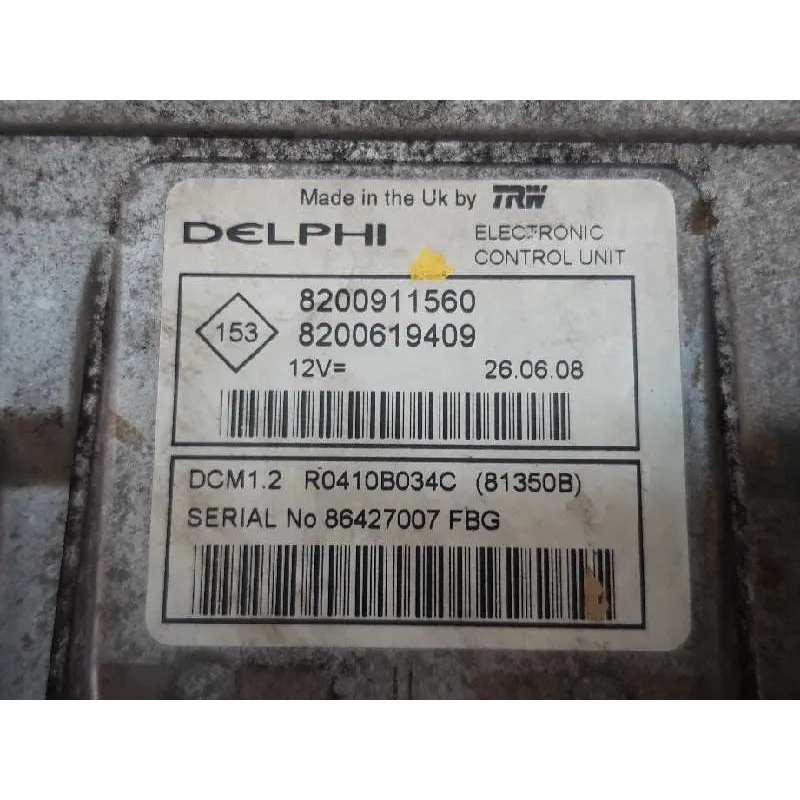 Made in the Uk by TRW
DELPHI
ELECTRONIC
CONTROL UNIT
153
8200911560
8200619409
12V=
26.06.08
DCM1.2 R0410B034C (81350B)
SERIAL No 86427007 FBG